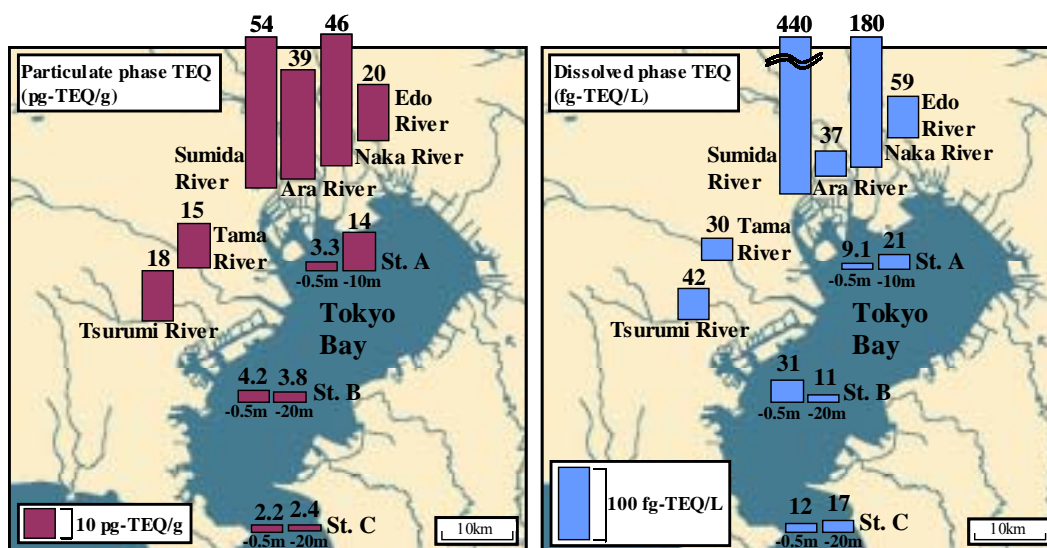 54
46
39
20
Particulate phase TEQ
(pg-TEQ/g)
Edo
River
Sumida
River
Naka River
Ara River
15
Tama
River
14
3.3
St. A
-0.5m
-10m
18
Tsurumi River
Tokyo
Bay
4.2
3.8
St. B
-0.5m
-20m
10 pg-TEQ/g
2.2
2.4
St. C
-0.5m
-20m
10km
440
180
Dissolved phase TEQ
(fg-TEQ/L)
59
Edo
River
37
Sumida
River
Naka River
Ara River
30
Tama
River
9.1
21
St. A
-0.5m
-10m
42
Tsurumi River
Tokyo
Bay
31
11
St. B
-0.5m
-20m
100 fg-TEQ/L
12
17
St. C
-0.5m
-20m
10km